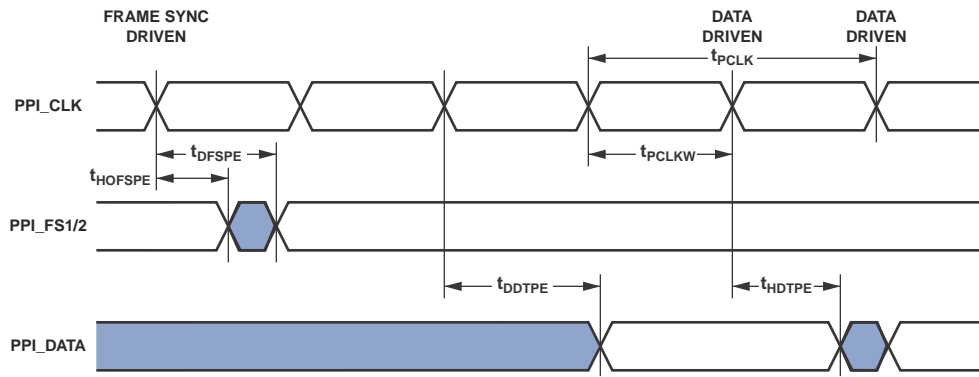 FRAME SYNC
DRIVEN
DATA
DRIVEN
DATA
DRIVEN
tPCLK
PPI_CLK
tDFSPE
tPCLKW
tHOFSPE
PPI_FS1/2
tDDTPE
tHDTPE
PPI_DATA